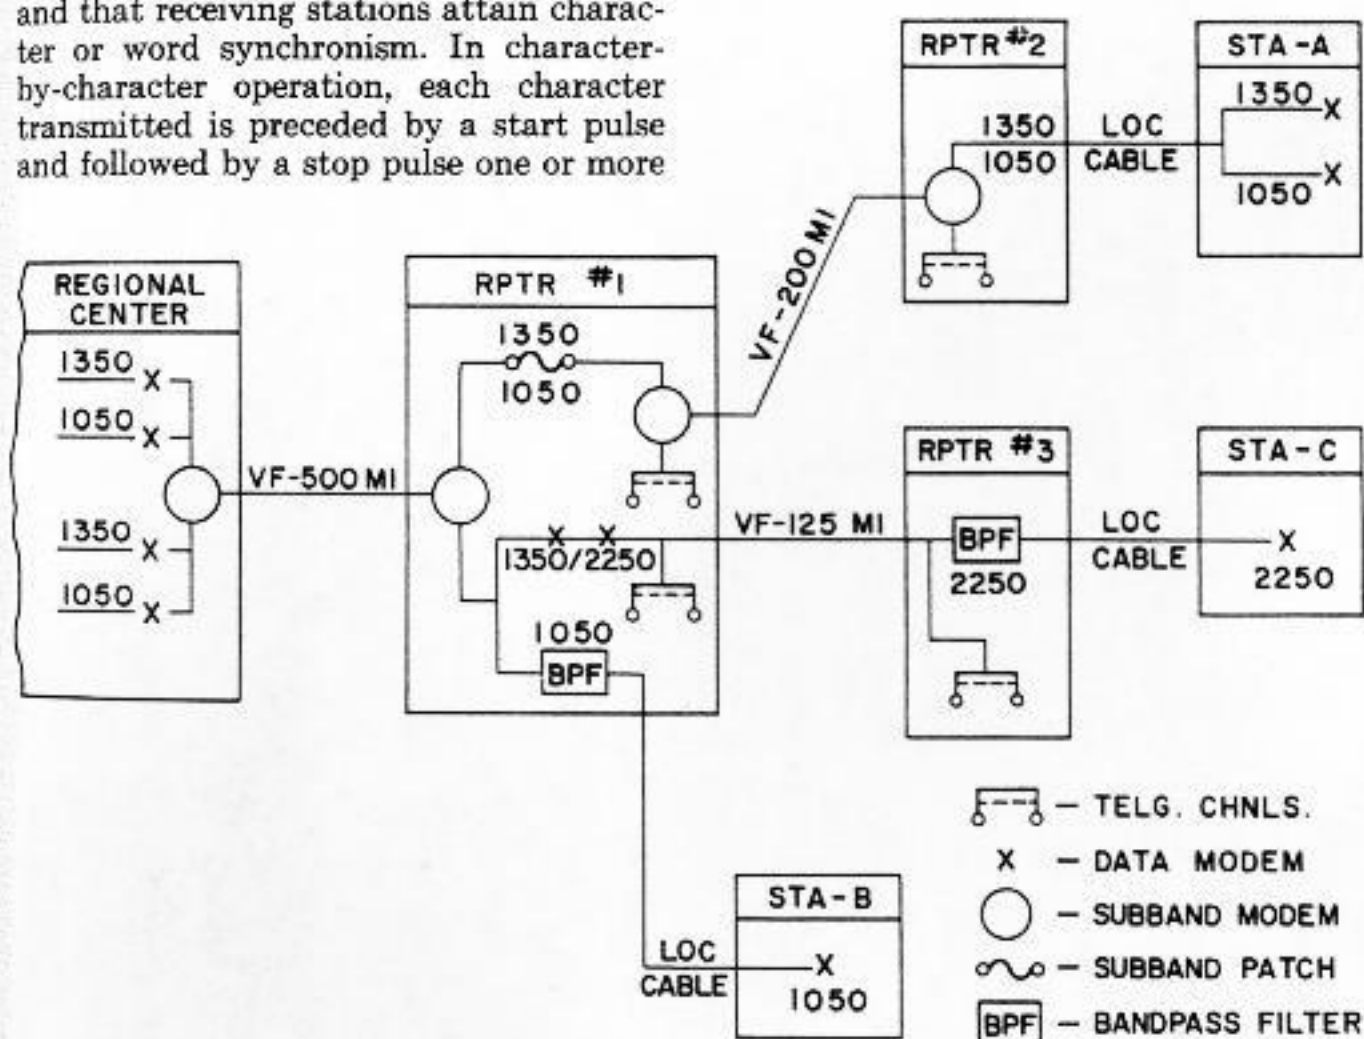 and that receiving stations attain charac-
ter or word synchronism. In character-
by-character operation, each character
transmitted is preceded by a start pulse
and followed by a stop pulse one or more
RPTR #2
1350
1050
LOC
CABLE
STA-A
1350 X
X
1050
VF-200 MI
REGIONAL
CENTER
1350 X
1050 X
1350 X
1050 X
VF-500 MI
RPTR #1
1350
1050
X X
1350/2250
1050
BPF
VF-125 MI
RPTR #3
BPF
2250
LOC
CABLE
STA-C
X
2250
LOC
CABLE
STA-B
X
1050
— TELG. CHNLS.
X — DATA MODEM
— SUBBAND MODEM
— SUBBAND PATCH
BPF — BANDPASS FILTER